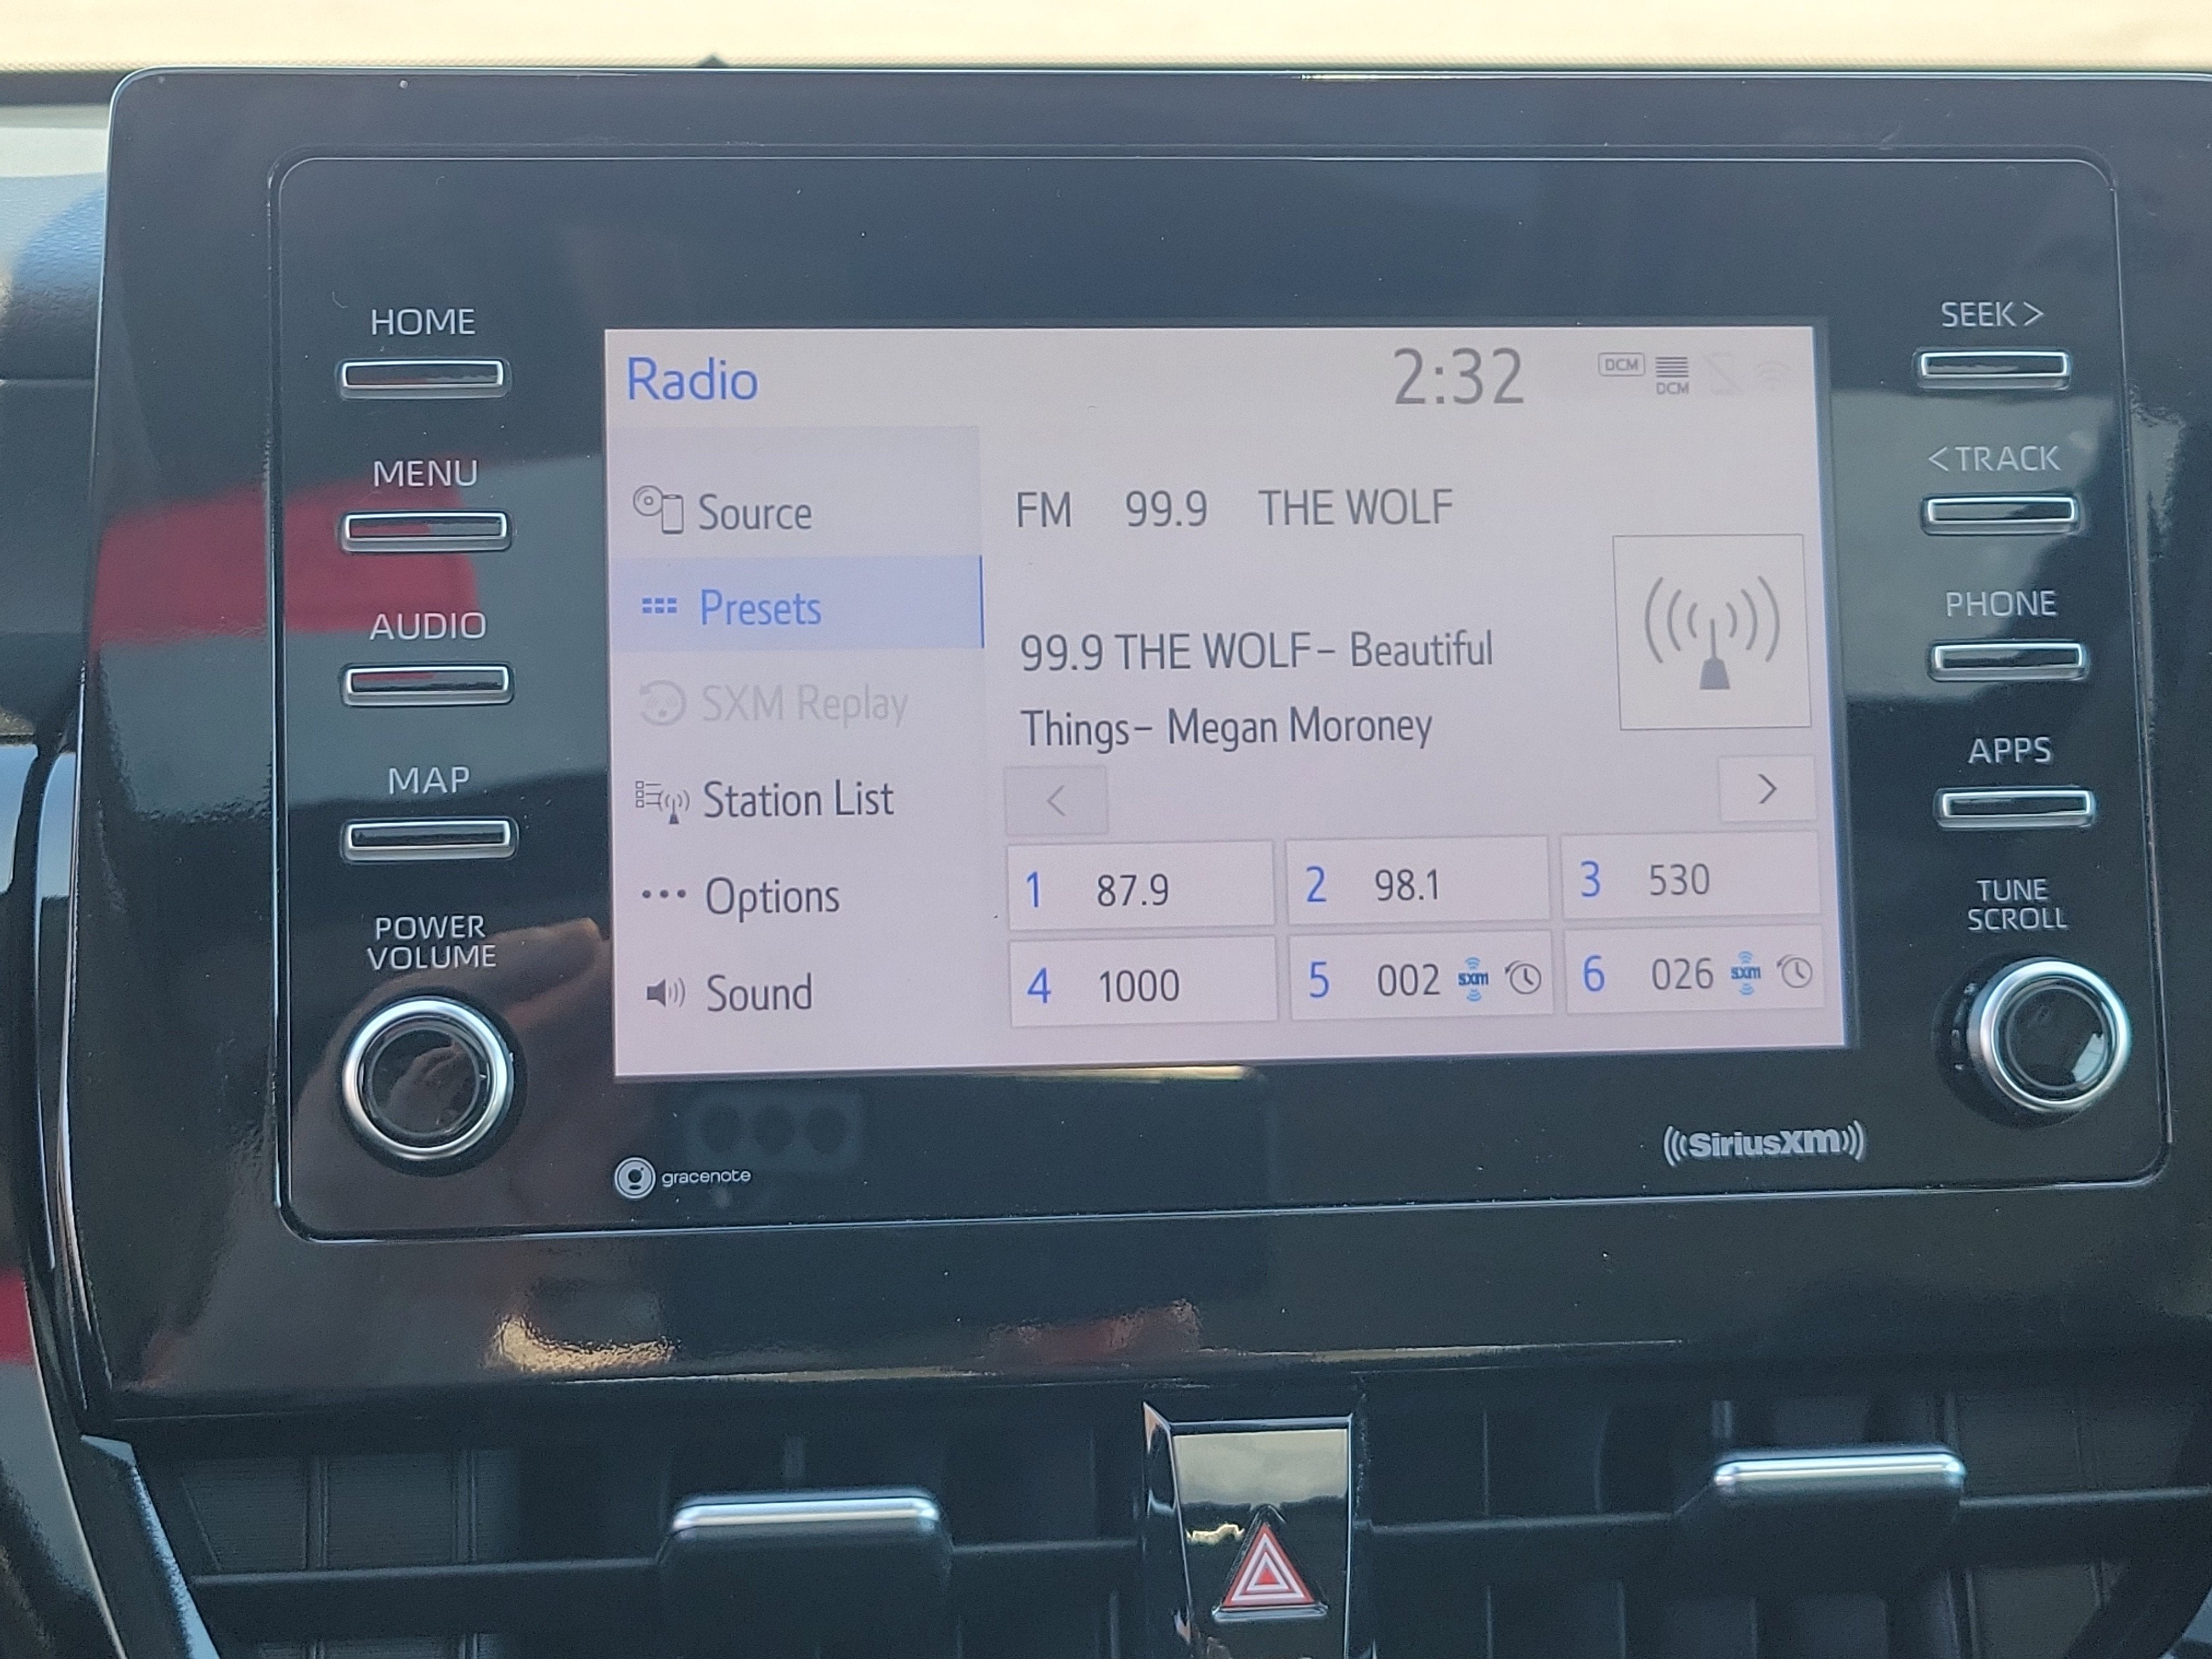 HOME
MENU
AUDIO
MAP
POWER
VOLUME
Radio
2:32
DCM
DCM
Source
Presets
SXM Replay
Station List
Options
Sound
FM 99.9 THE WOLF
99.9 THE WOLF- Beautiful
Things- Megan Moroney
<
>
1 87.9
2 98.1
3 530
4 1000
5 002 sxm
6 026 sxm
SEEK >
< TRACK
PHONE
APPS
TUNE
SCROLL
gracenote
((SiriusXM))